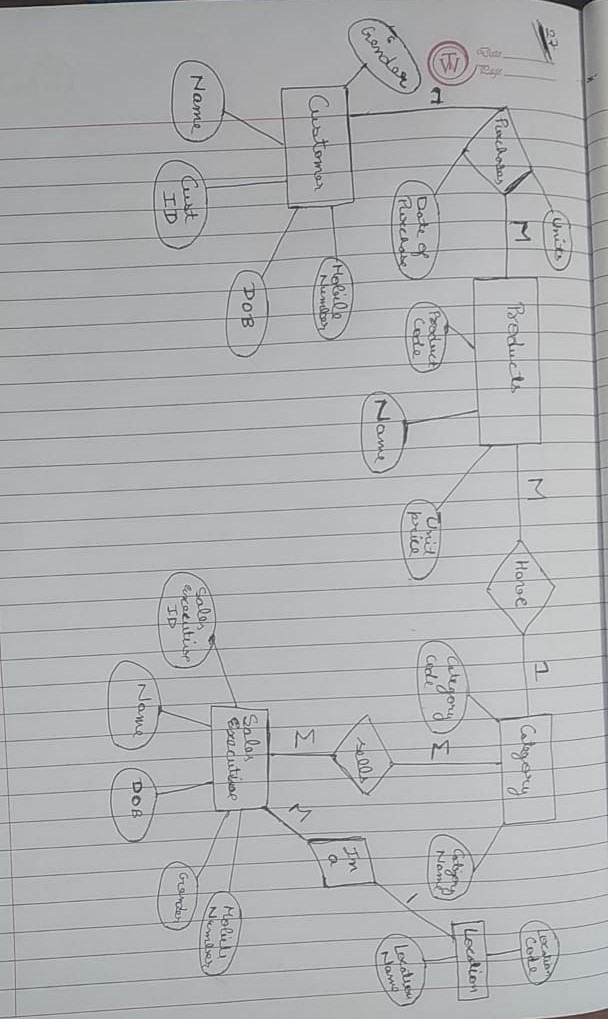 27
Date
Page
Gender
Customer
Name
Cust
ID
DOB
Mobile
Number
1
Purchases
Units
Date of
Purchase
M
Products
Product
Code
Name
Unit
price
M
Have
1
Category
Category
Code
Category
Name
M
Sells
M
Sales
Executive
Sales
Executive
ID
Name
DOB
Gender
Mobile
Number
M
In
a
1
Location
Location
Code
Location
Name